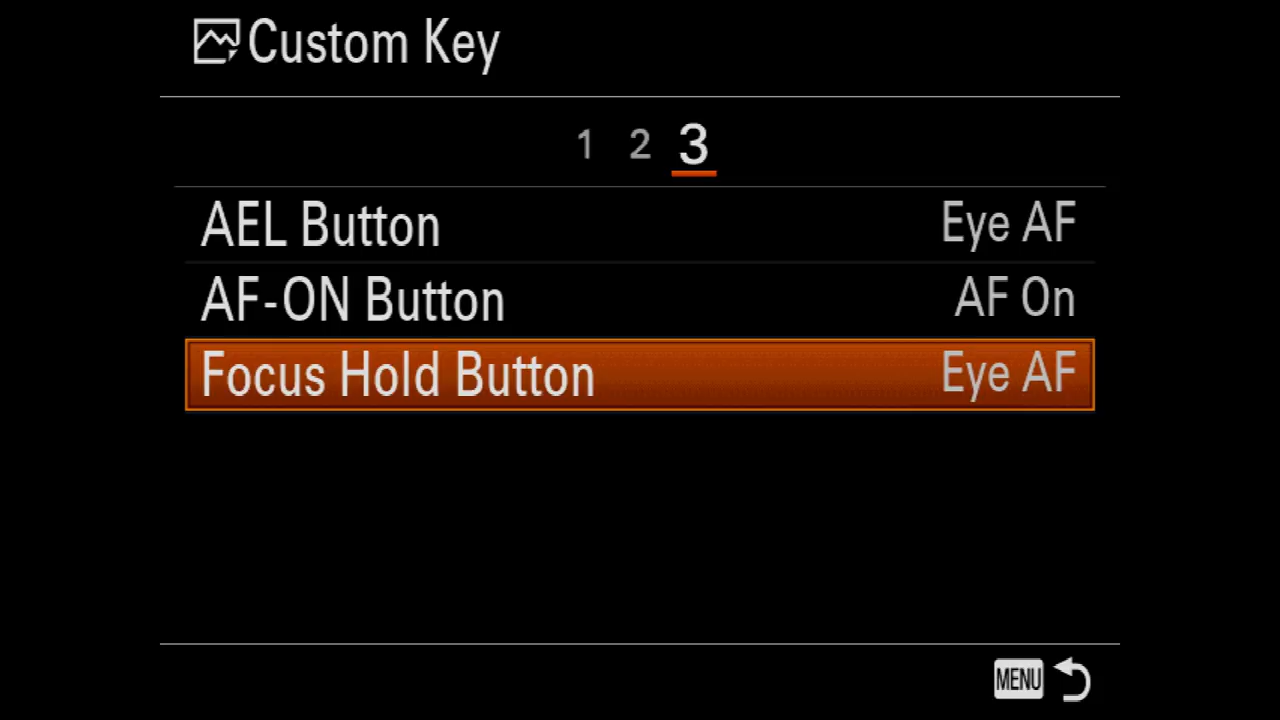 Custom Key
1 2 3
AEL Button Eye AF
AF-ON Button AF On
Focus Hold Button Eye AF
MENU